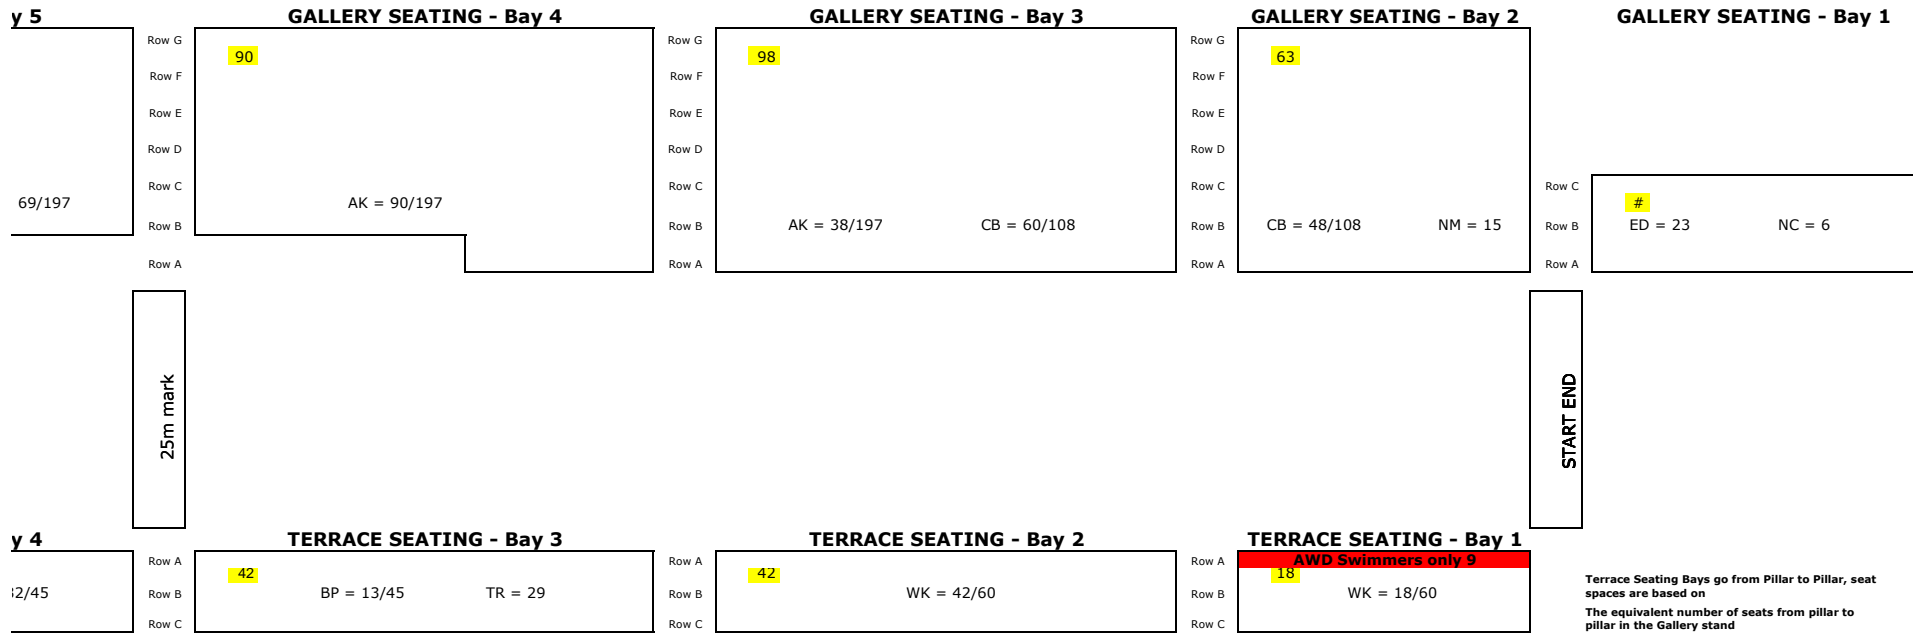 y 5 GALLERY SEATING - Bay 4 GALLERY SEATING - Bay 3 GALLERY SEATING - Bay 2 GALLERY SEATING - Bay 1
Row G Row G Row G
90 98 63
Row F Row F Row F
Row E Row E Row E
Row D Row D Row D
Row C Row C Row C Row C
69/197 AK = 90/197 #
Row B Row B AK = 38/197 CB = 60/108 Row B CB = 48/108 NM = 15 Row B ED = 23 NC = 6
Row A Row A Row A Row A
25m mark START END
y 4 TERRACE SEATING - Bay 3 TERRACE SEATING - Bay 2 TERRACE SEATING - Bay 1
Row A Row A Row A AWD Swimmers only 9
42 42 18
2/45 Row B BP = 13/45 TR = 29 Row B WK = 42/60 Row B WK = 18/60
Row C Row C Row C
Terrace Seating Bays go from Pillar to Pillar, seat
spaces are based on
The equivalent number of seats from pillar to
pillar in the Gallery stand